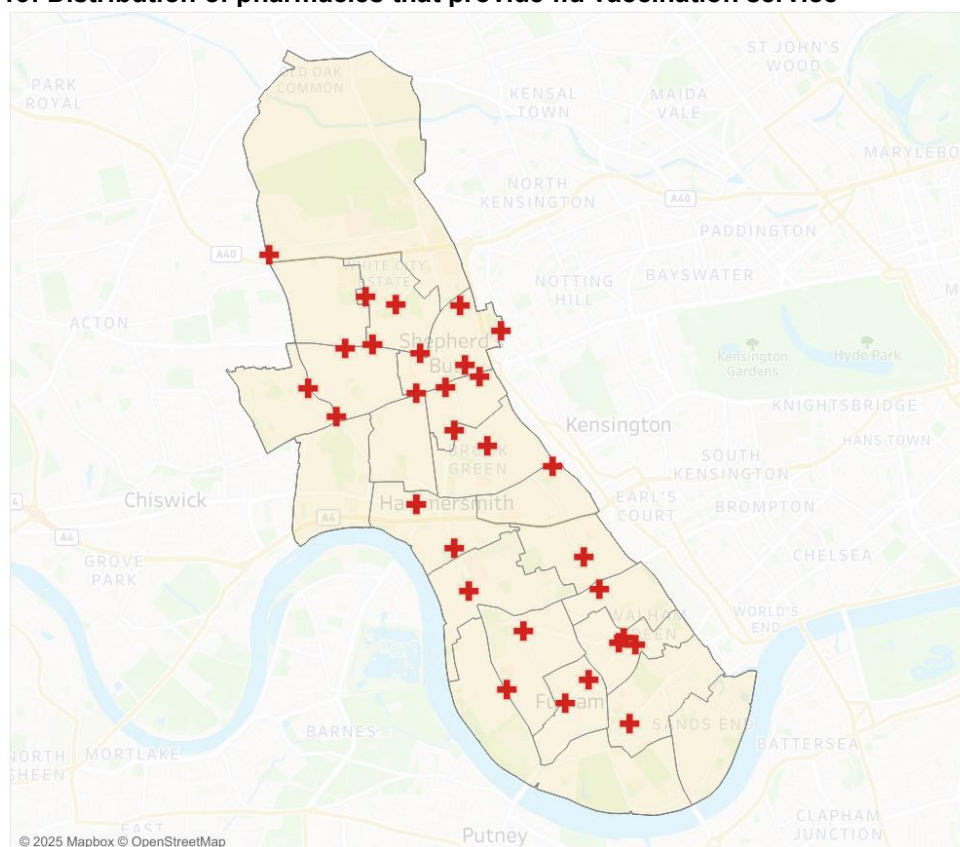 Distribution of pharmacies that provide flu vaccination service
ST JOHN'S
WOOD
PARK
ROYAL
OLD OAK
COMMON
KENSAL
TOWN
MAIDA
VALE
MARYLEBO
NORTH
KENSINGTON
A40
PADDINGTON
A40
WHITE CITY
ESTATE
NOTTING
HILL
BAYSWATER
ACTON
Shepherd
Bu
Kensington
Gardens
Hyde Park
KNIGHTSBRIDGE
Kensington
HANS TOWN
BROOK
GREEN
SOUTH
KENSINGTON
Chiswick
Hammersmith
EARL'S
COURT
BROMPTON
4
A4
A4
GROVE
PARK
CHELSEA
WALHAM
GREEN
WORLD'S
END
Fulham
SANDS END
BARNES
BATTERSEA
NORTH
SHEEN
MORTLAKE
CLAPHAM
JUNCTION
EAST
Putney
© 2025 Mapbox © OpenStreetMap